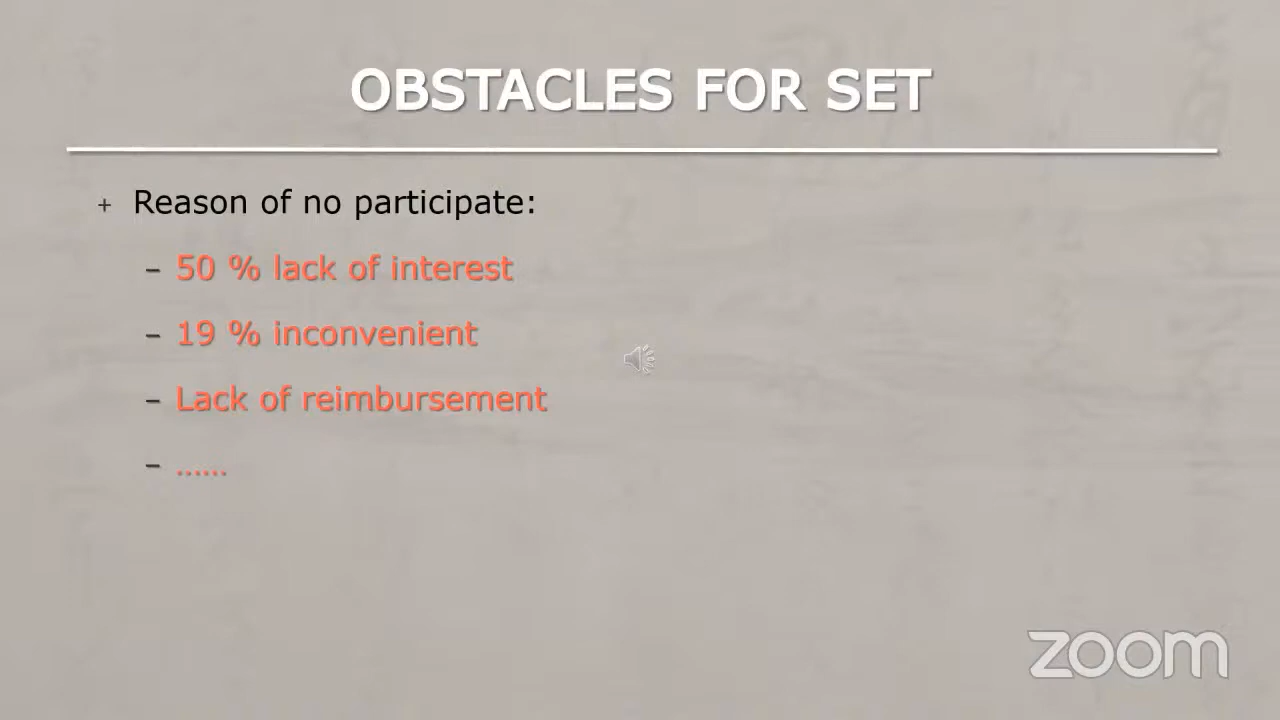 OBSTACLES FOR SET
+ Reason of no participate:
– 50 % lack of interest
– 19 % inconvenient
– Lack of reimbursement
– ......
zoom